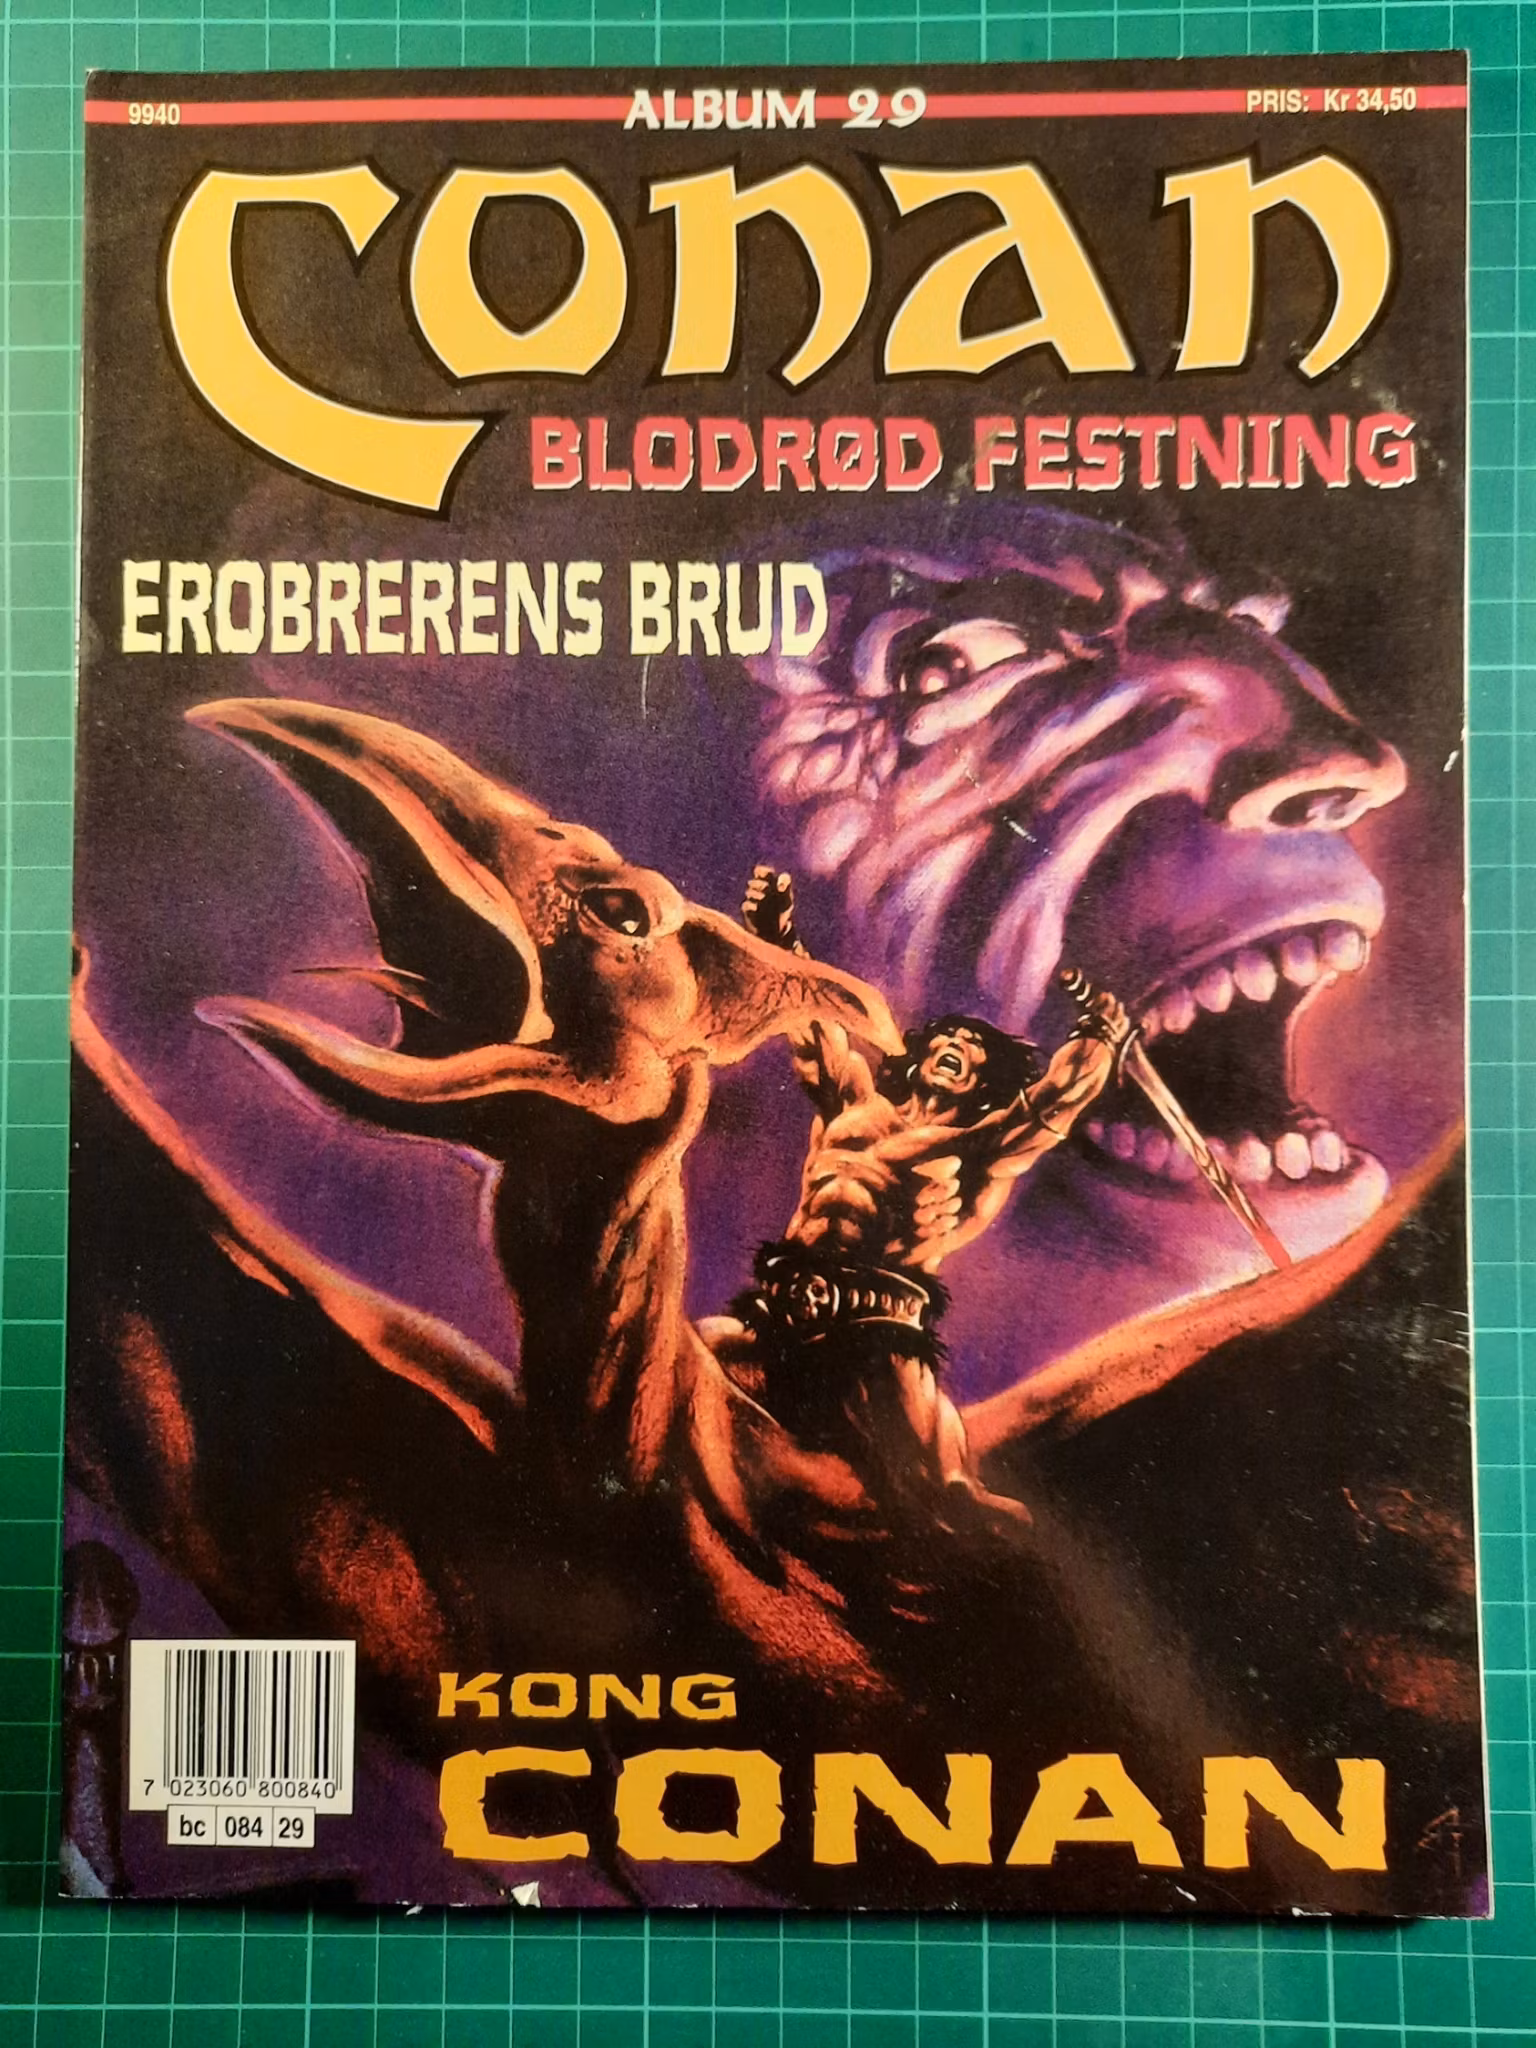 9940
ALBUM 29
PRIS: Kr 34,50
CONAN
BLODRØD FESTNING
EROBRERENS BRUD
KONG
CONAN
7 023060 800840
bc 084 29